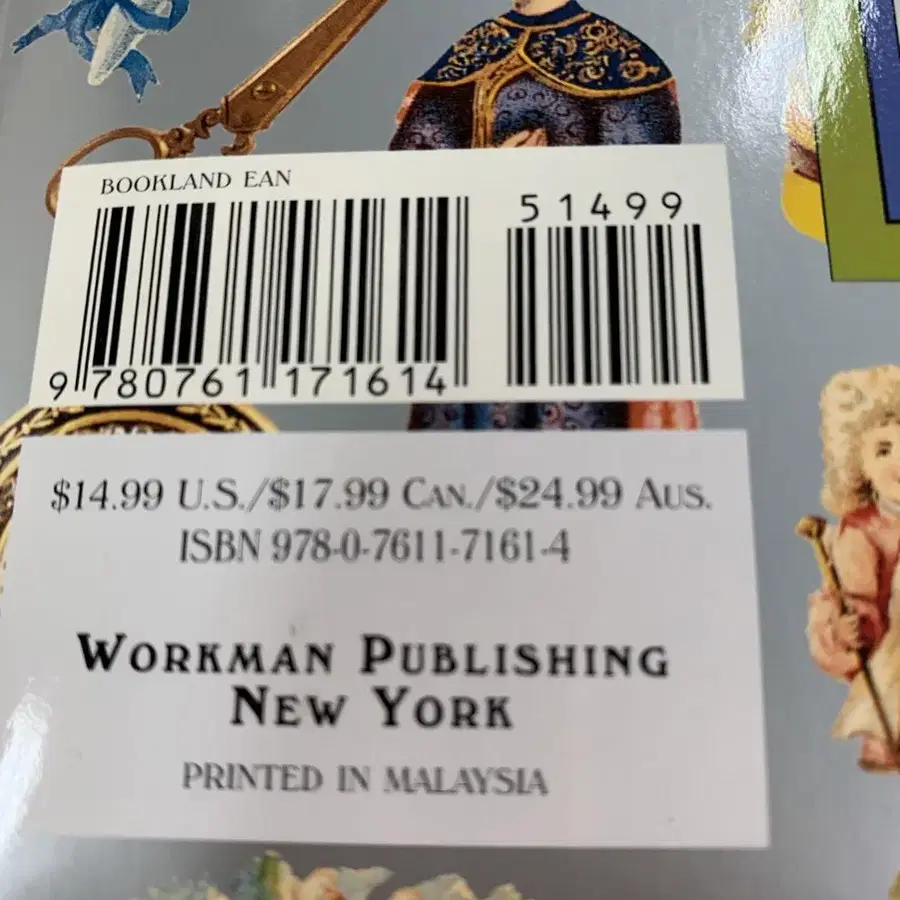 BOOKLAND EAN
51499
9 780761 171614
$14.99 U.S./$17.99 CAN./$24.99 AUS.
ISBN 978-0-7611-7161-4
WORKMAN PUBLISHING
NEW YORK
PRINTED IN MALAYSIA